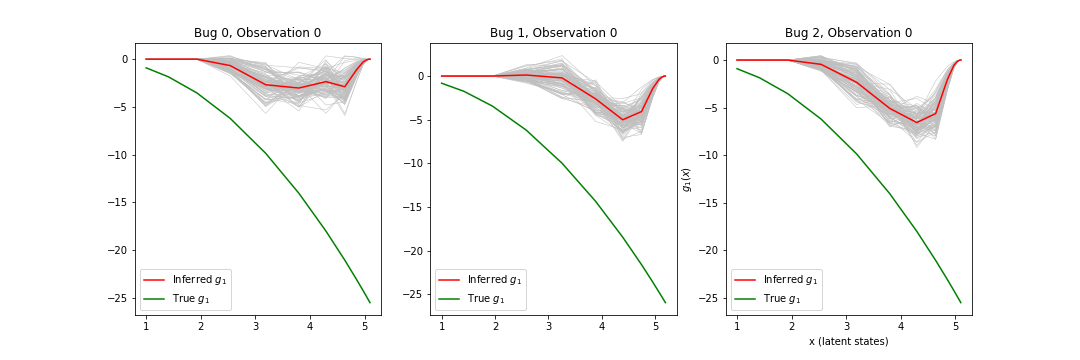 Bug 0, Observation 0
0
−5
−10
−15
−20
−25
1 2 3 4 5
Inferred g₁
True g₁
Bug 1, Observation 0
0
−5
−10
−15
−20
−25
1 2 3 4 5
Inferred g₁
True g₁
Bug 2, Observation 0
g₁(x)
0
−5
−10
−15
−20
−25
1 2 3 4 5
x (latent states)
Inferred g₁
True g₁